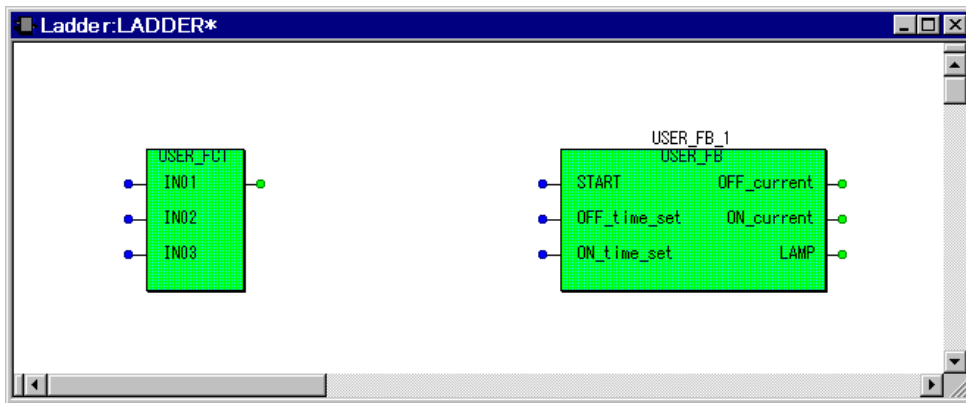 Ladder:LADDER*
USER_FCT
IN01
IN02
IN03
USER_FB_1
USER_FB
START OFF_current
OFF_time_set ON_current
ON_time_set LAMP